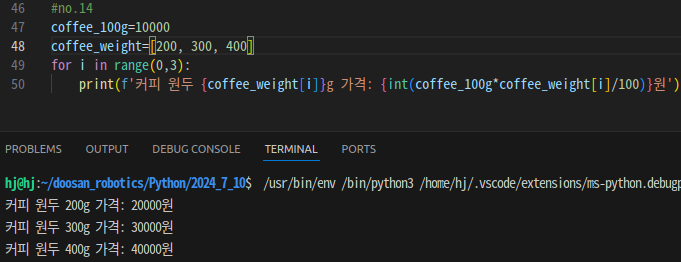 46 #no.14
47 coffee_100g=10000
48 coffee_weight=[200, 300, 400]
49 for i in range(0,3):
50 print(f'커피 원두 {coffee_weight[i]}g 가격: {int(coffee_100g*coffee_weight[i]/100)}원')
PROBLEMS OUTPUT DEBUG CONSOLE TERMINAL PORTS
hj@hj:~/doosan_robotics/Python/2024_7_10$ /usr/bin/env /bin/python3 /home/hj/.vscode/extensions/ms-python.debugp
커피 원두 200g 가격: 20000원
커피 원두 300g 가격: 30000원
커피 원두 400g 가격: 40000원